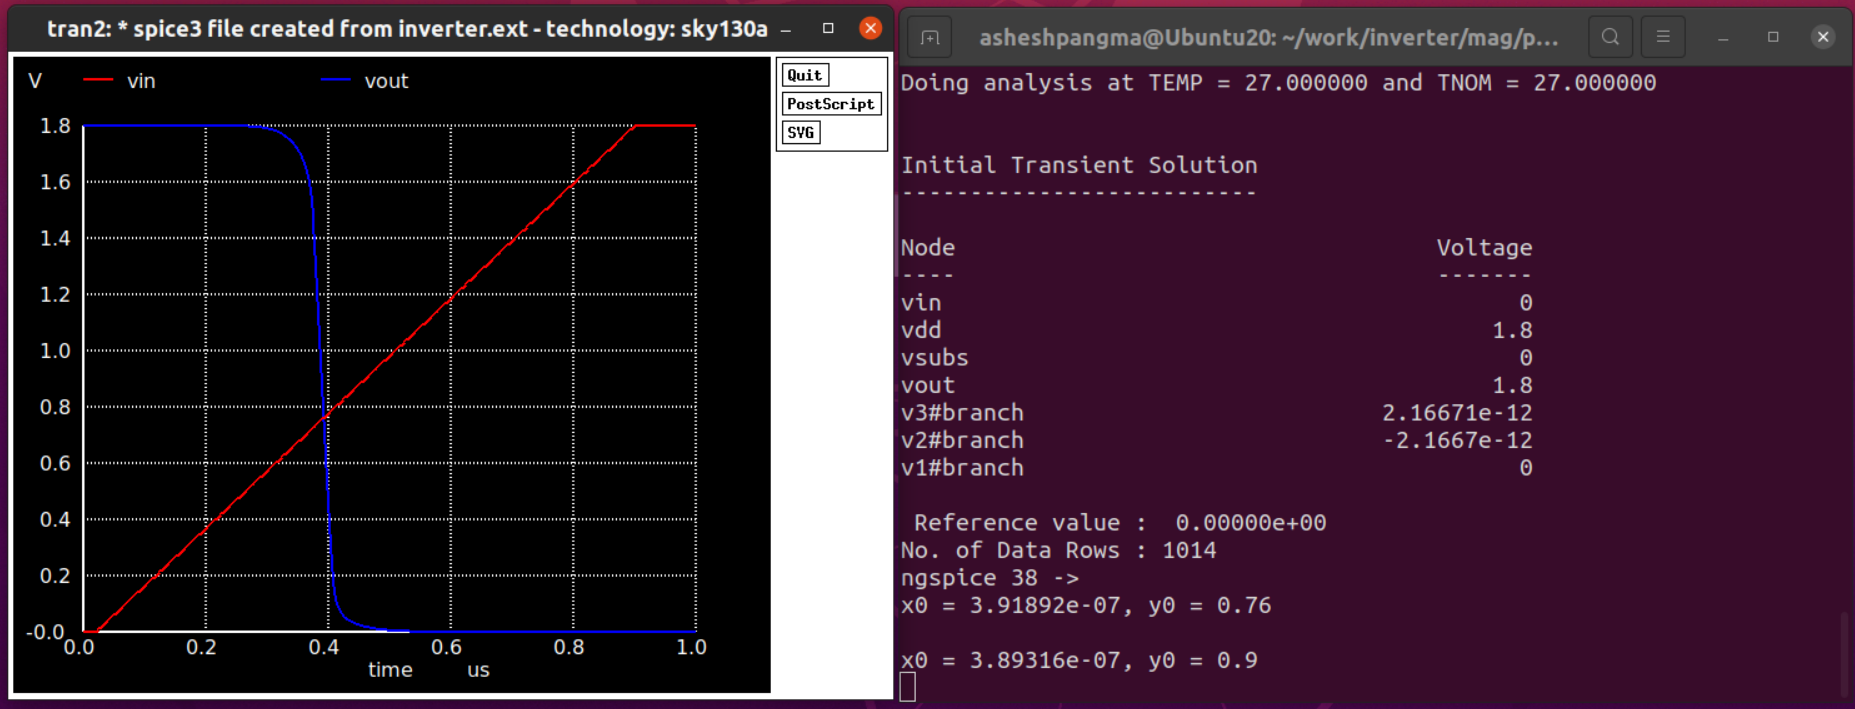 tran2: * spice3 file created from inverter.ext - technology: sky130a
V vin vout
1.8
1.6
1.4
1.2
1.0
0.8
0.6
0.4
0.2
-0.0
0.0 0.2 0.4 0.6 0.8 1.0
time us
Quit
PostScript
SVG
asheshpangma@Ubuntu20: ~/work/inverter/mag/p...
Doing analysis at TEMP = 27.000000 and TNOM = 27.000000
Initial Transient Solution
--------------------------
Node Voltage
---- -------
vin 0
vdd 1.8
vsubs 0
vout 1.8
v3#branch 2.16671e-12
v2#branch -2.1667e-12
v1#branch 0
Reference value : 0.00000e+00
No. of Data Rows : 1014
ngspice 38 ->
x0 = 3.91892e-07, y0 = 0.76
x0 = 3.89316e-07, y0 = 0.9